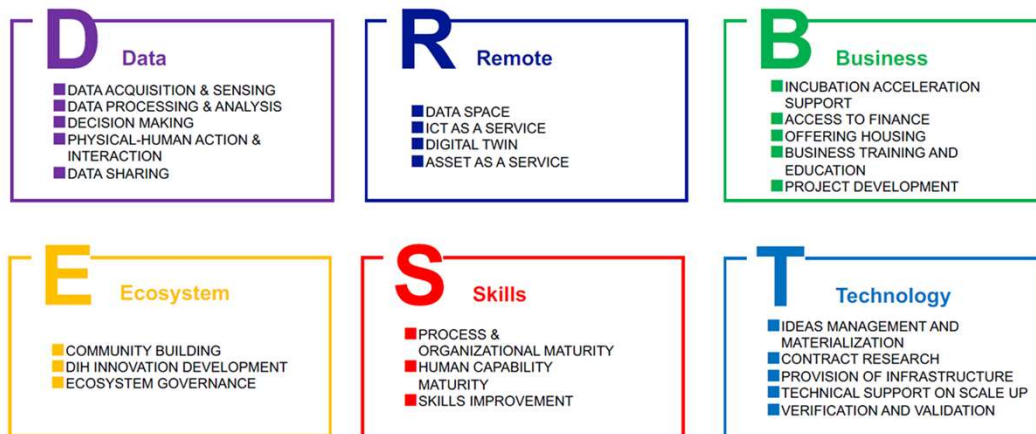 D Data
DATA ACQUISITION & SENSING
DATA PROCESSING & ANALYSIS
DECISION MAKING
PHYSICAL-HUMAN ACTION &
INTERACTION
DATA SHARING
R Remote
DATA SPACE
ICT AS A SERVICE
DIGITAL TWIN
ASSET AS A SERVICE
B Business
INCUBATION ACCELERATION
SUPPORT
ACCESS TO FINANCE
OFFERING HOUSING
BUSINESS TRAINING AND
EDUCATION
PROJECT DEVELOPMENT
E Ecosystem
COMMUNITY BUILDING
DIH INNOVATION DEVELOPMENT
ECOSYSTEM GOVERNANCE
S Skills
PROCESS &
ORGANIZATIONAL MATURITY
HUMAN CAPABILITY
MATURITY
SKILLS IMPROVEMENT
T Technology
IDEAS MANAGEMENT AND
MATERIALIZATION
CONTRACT RESEARCH
PROVISION OF INFRASTRUCTURE
TECHNICAL SUPPORT ON SCALE UP
VERIFICATION AND VALIDATION